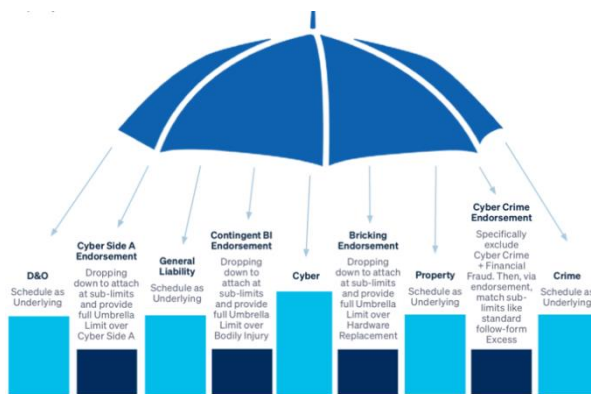 D&O
Schedule as
Underlying
Cyber Side A
Endorsement
Dropping
down to attach
at sub-limits
and provide
full Umbrella
Limit over
Cyber Side A
General
Liability
Schedule as
Underlying
Contingent BI
Endorsement
Dropping
down to
attach at
sub-limits
and provide
full Umbrella
Limit over
Bodily Injury
Cyber
Bricking
Endorsement
Dropping
down to attach
at sub-limits
and provide
full Umbrella
Limit over
Hardware
Replacement
Property
Schedule as
Underlying
Cyber Crime
Endorsement
Specifically
exclude
Cyber Crime
+ Financial
Fraud. Then, via
endorsement,
match sub-
limits like
standard
follow-form
Excess
Crime
Schedule as
Underlying